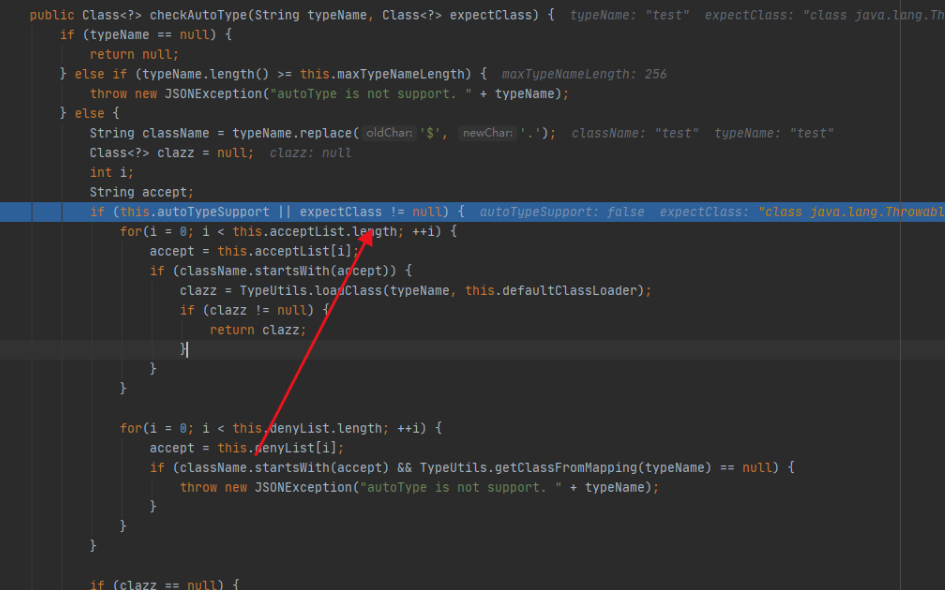 public Class<?> checkAutoType(String typeName, Class<?> expectClass) {  typeName: "test"  expectClass: "class java.lang.Th
if (typeName == null) {
return null;
} else if (typeName.length() >= this.maxTypeNameLength) {  maxTypeNameLength: 256
throw new JSONException("autoType is not support. " + typeName);
} else {
String className = typeName.replace( oldChar: '$',  newChar: '.');  className: "test"  typeName: "test"
Class<?> clazz = null;  clazz: null
int i;
String accept;
if (this.autoTypeSupport || expectClass != null) {  autoTypeSupport: false  expectClass: "class java.lang.Throwabl
for(i = 0; i < this.acceptList.length; ++i) {
accept = this.acceptList[i];
if (className.startsWith(accept)) {
clazz = TypeUtils.loadClass(typeName, this.defaultClassLoader);
if (clazz != null) {
return clazz;
}
}
}
for(i = 0; i < this.denyList.length; ++i) {
accept = this.denyList[i];
if (className.startsWith(accept) && TypeUtils.getClassFromMapping(typeName) == null) {
throw new JSONException("autoType is not support. " + typeName);
}
}
}
if (clazz == null) {